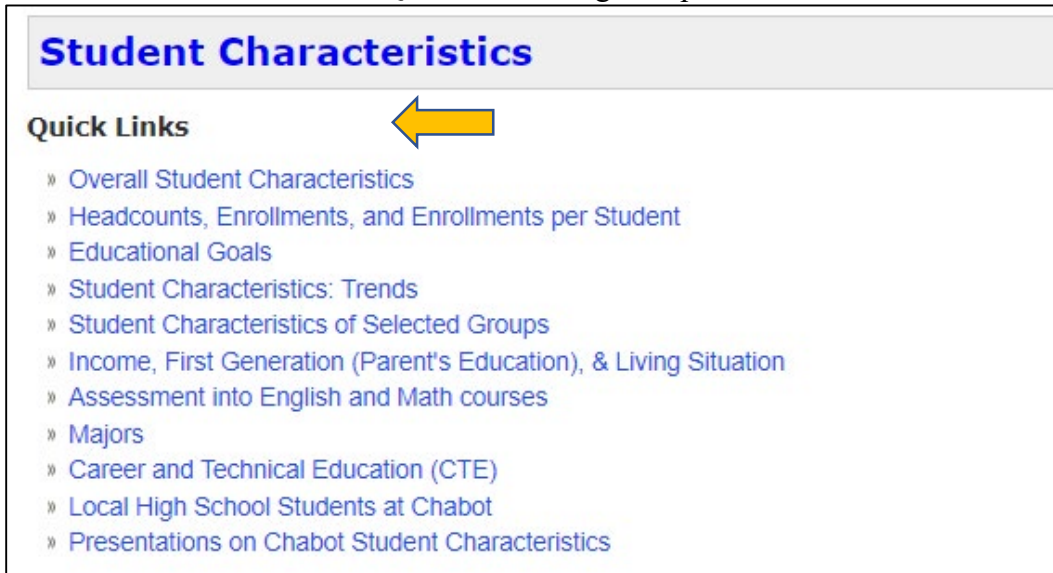 Student Characteristics
Quick Links
» Overall Student Characteristics
» Headcounts, Enrollments, and Enrollments per Student
» Educational Goals
» Student Characteristics: Trends
» Student Characteristics of Selected Groups
» Income, First Generation (Parent's Education), & Living Situation
» Assessment into English and Math courses
» Majors
» Career and Technical Education (CTE)
» Local High School Students at Chabot
» Presentations on Chabot Student Characteristics